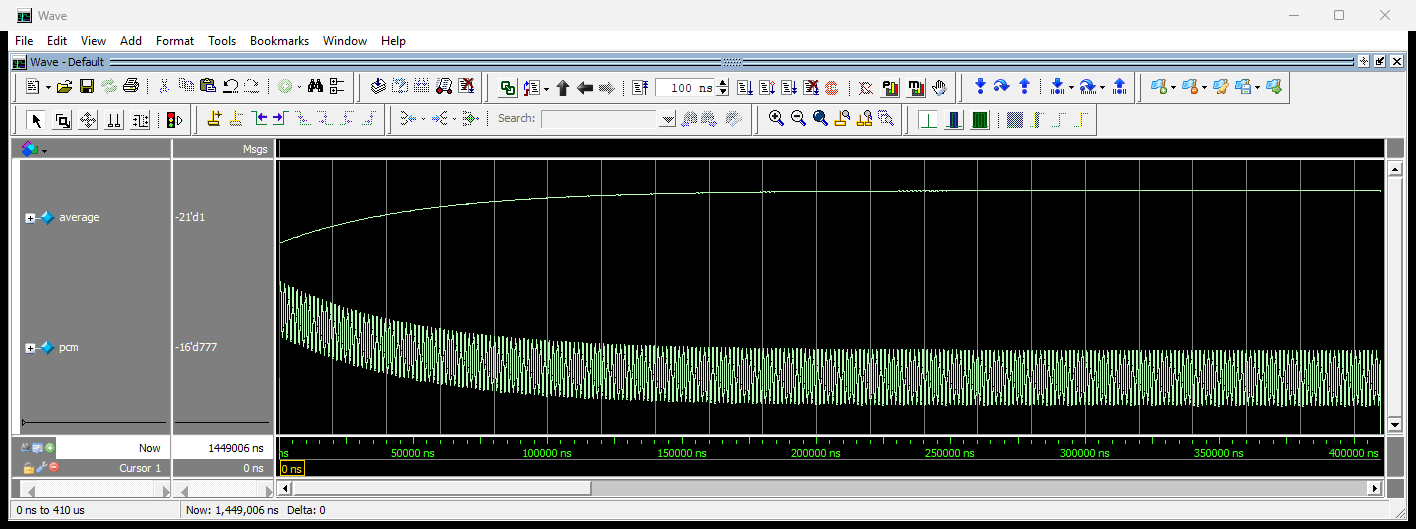 Wave
File Edit View Add Format Tools Bookmarks Window Help
Wave - Default
100 ns
Search:
Msgs
average -21'd1
pcm -16'd777
Now 1449006 ns
ns 50000 ns 100000 ns 150000 ns 200000 ns 250000 ns 300000 ns 350000 ns 400000 ns
Cursor 1 0 ns 0 ns
0 ns to 410 us Now: 1,449,006 ns Delta: 0